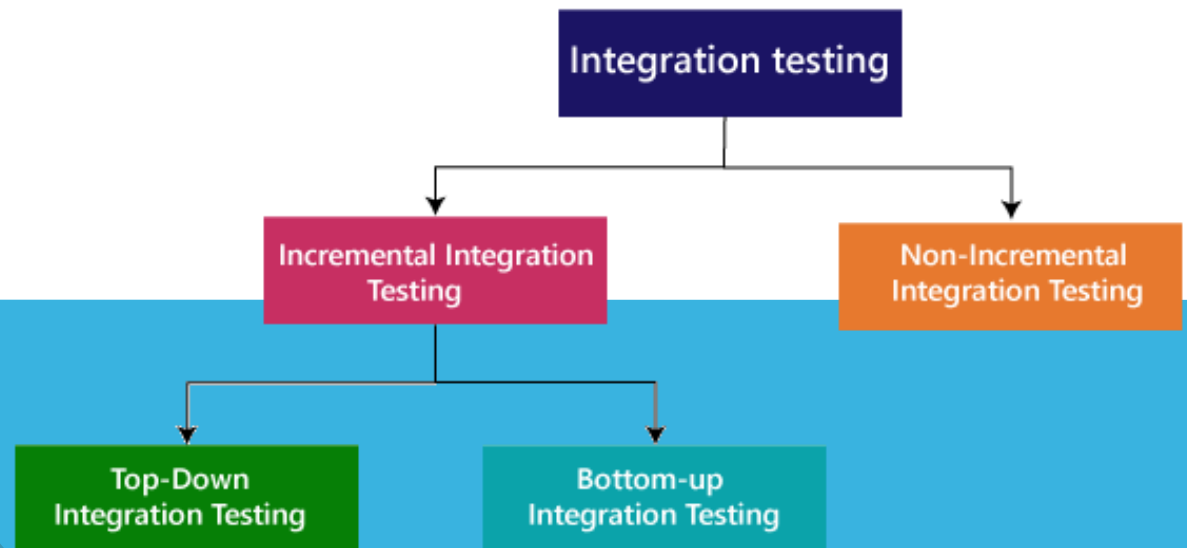 Integration testing
Incremental Integration
Testing
Non-Incremental
Integration Testing
Top-Down
Integration Testing
Bottom-up
Integration Testing